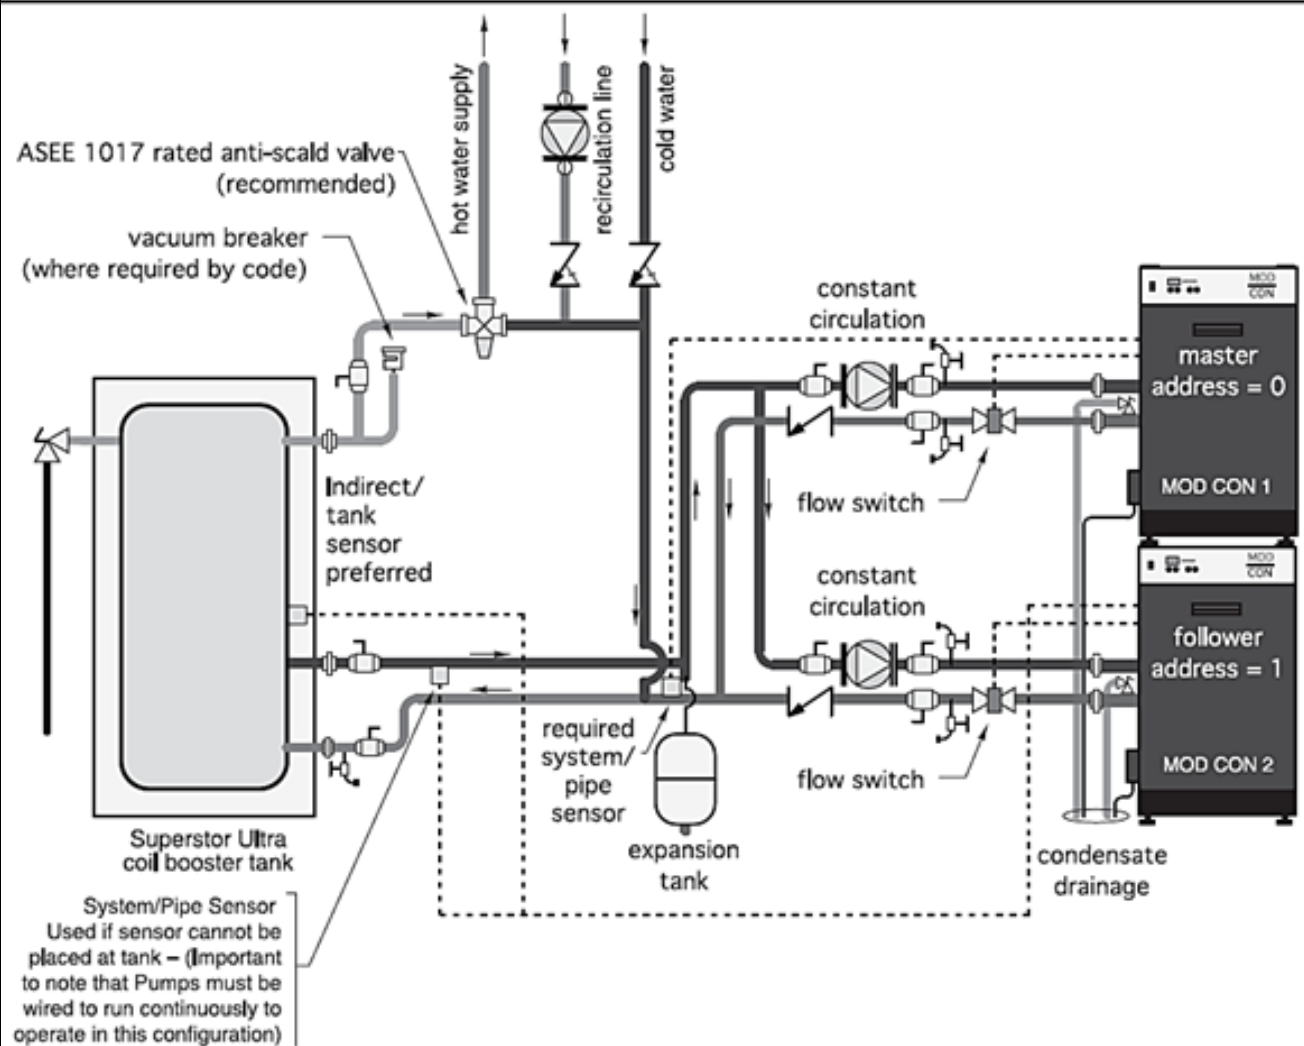 hot water supply
recirculation line
cold water
ASEE 1017 rated anti-scald valve
(recommended)
vacuum breaker
(where required by code)
constant
circulation
MOD
CON
master
address = 0
MOD CON 1
flow switch
Indirect/
tank
sensor
preferred
constant
circulation
MOD
CON
follower
address = 1
MOD CON 2
flow switch
required
system/
pipe
sensor
expansion
tank
condensate
drainage
Superstor Ultra
coil booster tank
System/Pipe Sensor
Used if sensor cannot be
placed at tank – (Important
to note that Pumps must be
wired to run continuously to
operate in this configuration)